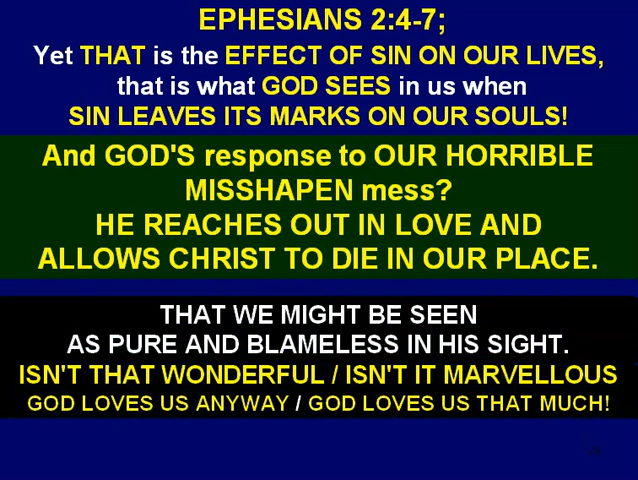 EPHESIANS 2:4-7;
Yet THAT is the EFFECT OF SIN ON OUR LIVES,
that is what GOD SEES in us when
SIN LEAVES ITS MARKS ON OUR SOULS!
And GOD'S response to OUR HORRIBLE
MISSHAPEN mess?
HE REACHES OUT IN LOVE AND
ALLOWS CHRIST TO DIE IN OUR PLACE.
THAT WE MIGHT BE SEEN
AS PURE AND BLAMELESS IN HIS SIGHT.
ISN'T THAT WONDERFUL / ISN'T IT MARVELLOUS
GOD LOVES US ANYWAY / GOD LOVES US THAT MUCH!